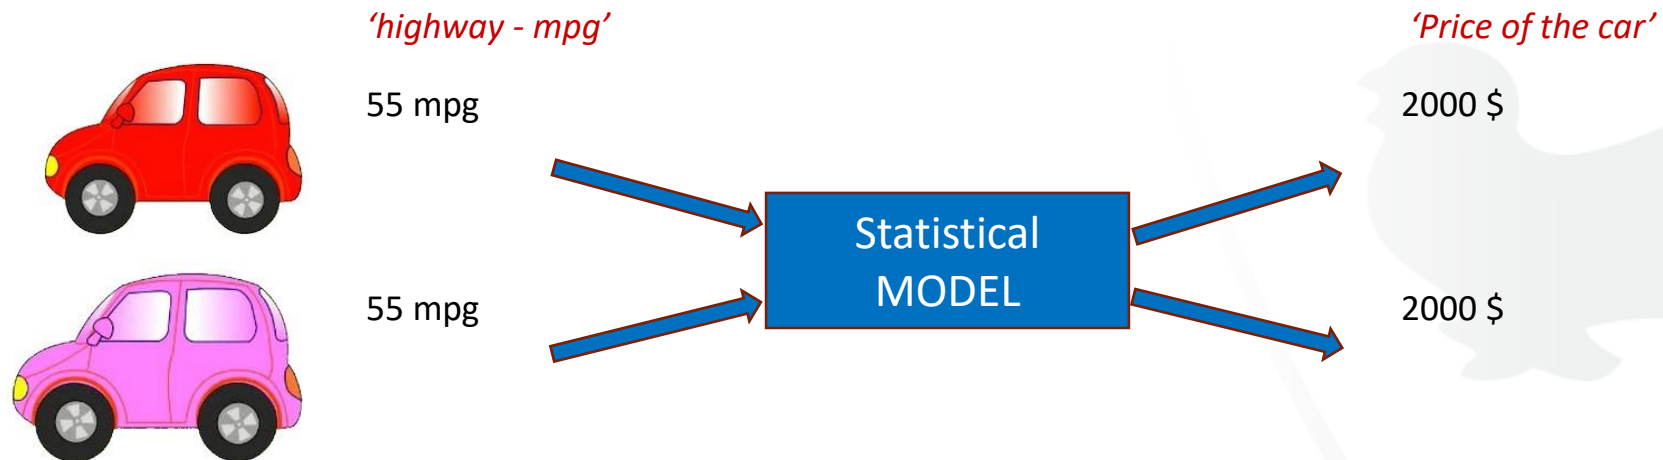 ‘highway - mpg’
‘Price of the car’
55 mpg
2000 $
Statistical
MODEL
55 mpg
2000 $